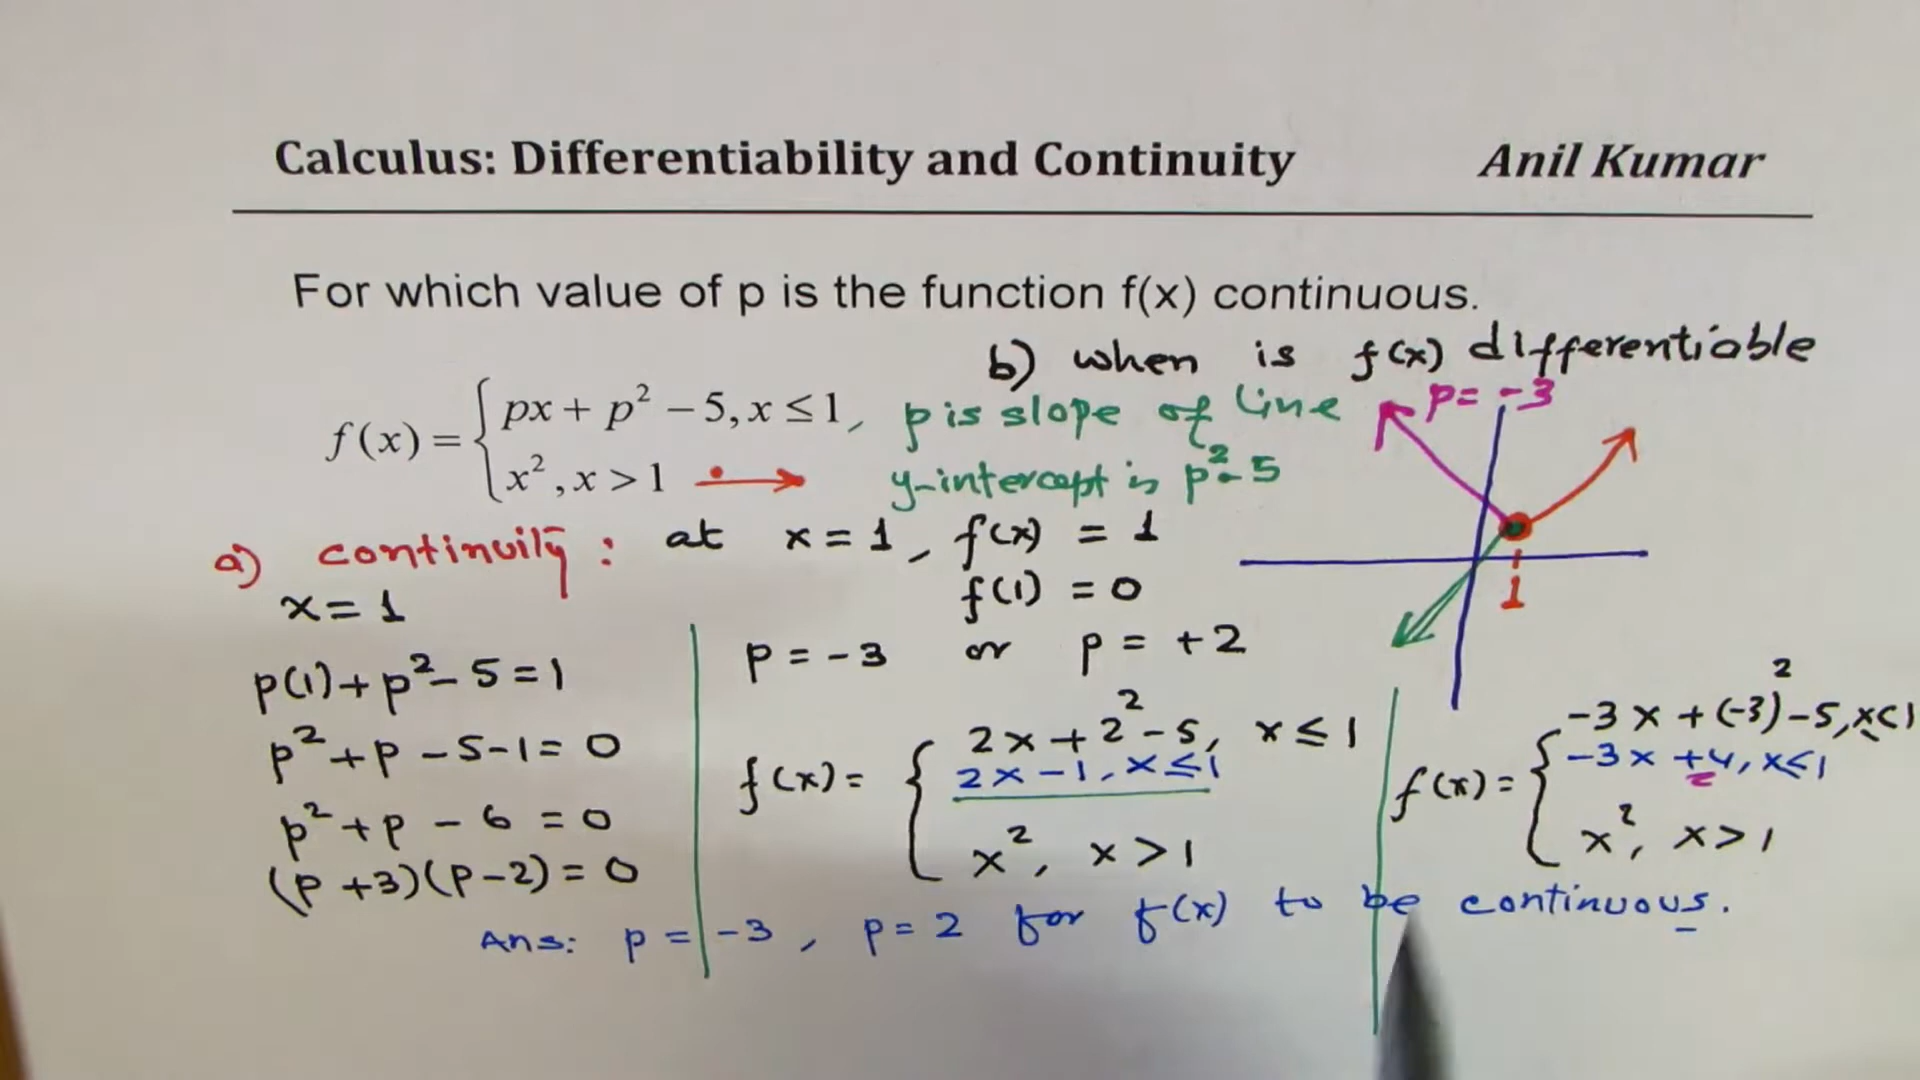 Calculus: Differentiability and Continuity Anil Kumar
For which value of p is the function f(x) continuous.
b) when is f(x) differentiable
f(x) = { px + p² − 5, x ≤ 1, p is slope of line
x², x > 1 y-intercept is p² - 5
p = -3
a) continuity: at x = 1, f(x) = 1
f(1) = 0
x = 1
1
p(1) + p² - 5 = 1
p² + p - 5 - 1 = 0
p² + p - 6 = 0
(p + 3)(p - 2) = 0
p = -3 or p = +2
f(x) = { 2x + 2² - 5, x ≤ 1
2x - 1, x ≤ 1
x², x > 1
f(x) = { -3x + (-3)² - 5, x ≤ 1
-3x + 4, x ≤ 1
x², x > 1
Ans: p = -3, p = 2 for f(x) to be continuous.